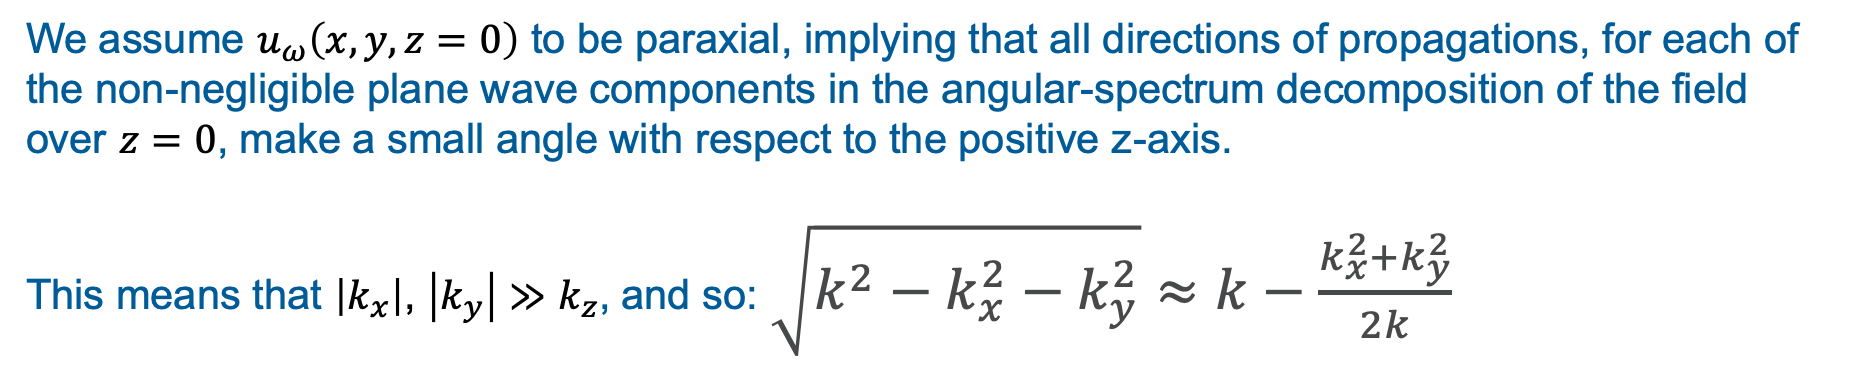 We assume 𝑢_𝜔(𝑥, 𝑦, 𝑧 = 0) to be paraxial, implying that all directions of propagations, for each of
the non-negligible plane wave components in the angular-spectrum decomposition of the field
over 𝑧 = 0, make a small angle with respect to the positive z-axis.
This means that |𝑘_𝑥|, |𝑘_𝑦| ≫ 𝑘_𝑧, and so: √(𝑘² − 𝑘_𝑥² − 𝑘_𝑦²) ≈ 𝑘 − (𝑘_𝑥²+𝑘_𝑦²)/(2𝑘)